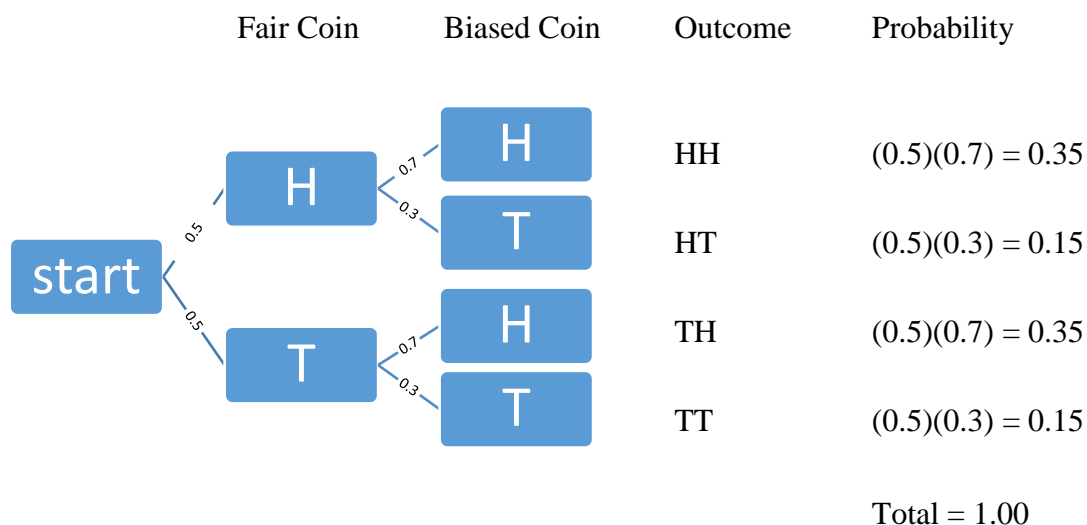 Fair Coin Biased Coin Outcome Probability
H HH (0.5)(0.7) = 0.35
0.7
H
0.5
0.3
T HT (0.5)(0.3) = 0.15
start
0.5
H TH (0.5)(0.7) = 0.35
0.7
T
0.3
T TT (0.5)(0.3) = 0.15
Total = 1.00